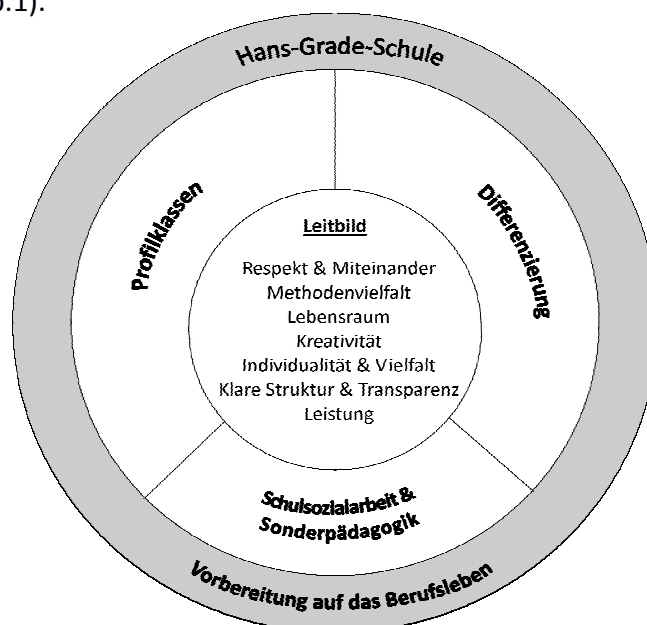 Hans-Grade-Schule
Profilklassen
Differenzierung
Leitbild
Respekt & Miteinander
Methodenvielfalt
Lebensraum
Kreativität
Individualität & Vielfalt
Klare Struktur & Transparenz
Leistung
Schulsozialarbeit &
Sonderpädagogik
Vorbereitung auf das Berufsleben